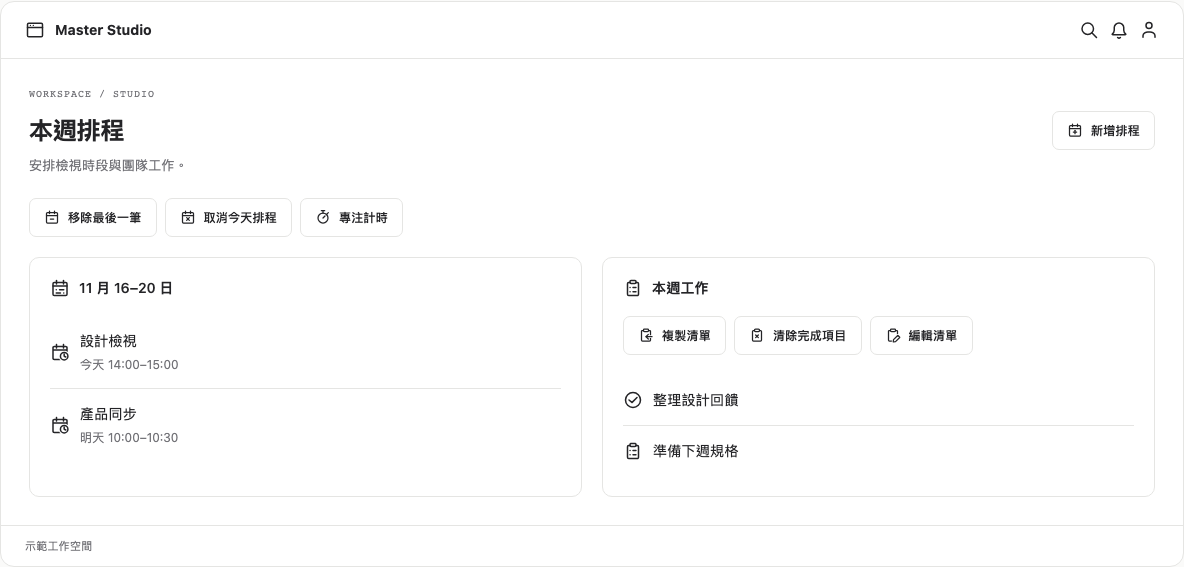 Master Studio
WORKSPACE / STUDIO
本週排程
安排檢視時段與團隊工作。
新增排程
移除最後一筆
取消今天排程
專注計時
11 月 16–20 日
設計檢視
今天 14:00–15:00
產品同步
明天 10:00–10:30
本週工作
複製清單
清除完成項目
編輯清單
整理設計回饋
準備下週規格
示範工作空間